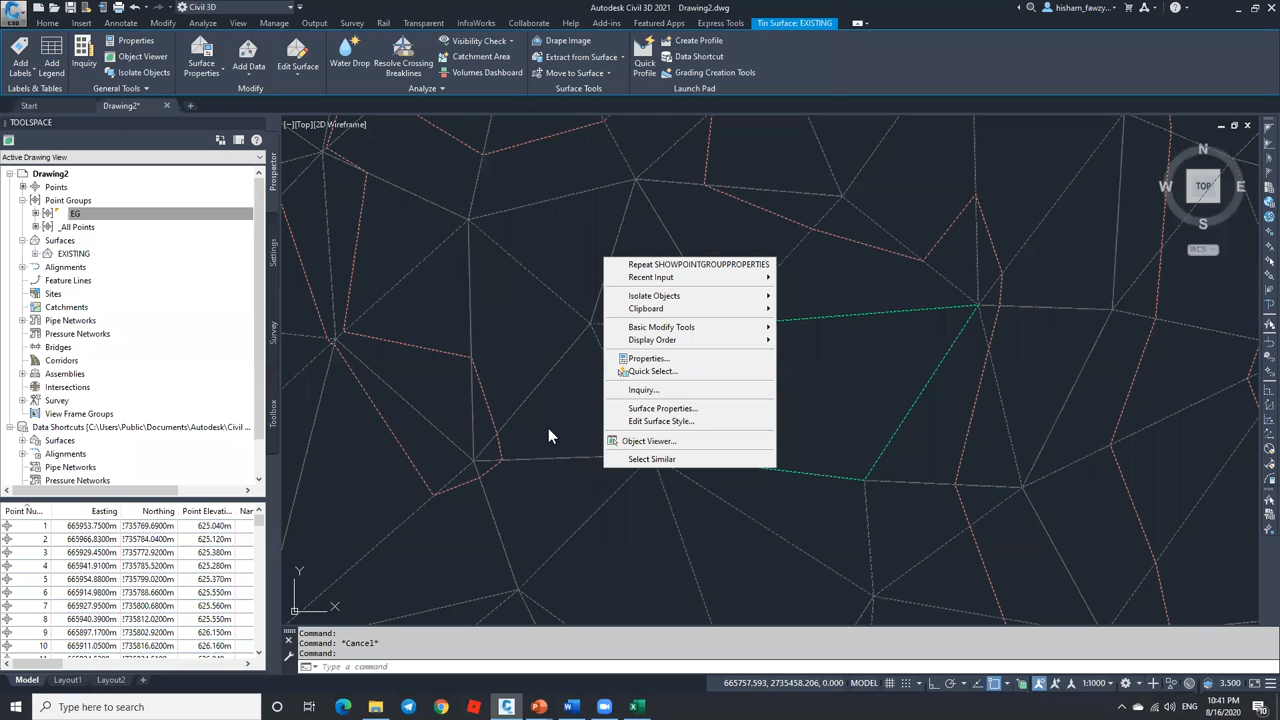 Civil 3D
Autodesk Civil 3D 2021 Drawing2.dwg
hisham_fawzy...
Home Insert Annotate Modify Analyze View Manage Output Survey Rail Transparent InfraWorks Collaborate Help Add-ins Featured Apps Express Tools Tin Surface: EXISTING
Add Labels
Add Legend
Inquiry
Properties
Object Viewer
Isolate Objects
Surface Properties
Add Data
Edit Surface
Water Drop
Resolve Crossing Breaklines
Visibility Check
Catchment Area
Volumes Dashboard
Drape Image
Extract from Surface
Move to Surface
Quick Profile
Create Profile
Data Shortcut
Grading Creation Tools
Labels & Tables General Tools Modify Analyze Surface Tools Launch Pad
Start Drawing2*
TOOLSPACE
Active Drawing View
Drawing2
Points
Point Groups
EG
_All Points
Surfaces
EXISTING
Alignments
Feature Lines
Sites
Catchments
Pipe Networks
Pressure Networks
Bridges
Corridors
Assemblies
Intersections
Survey
View Frame Groups
Data Shortcuts [C:\Users\Public\Documents\Autodesk\Civil ...
Surfaces
Alignments
Pipe Networks
Pressure Networks
Prospector
Settings
Survey
Toolbox
Point Nu... Easting Northing Point Elevati... Nar
1 665953.7500m !735769.6900m 625.040m
2 665966.8300m !735784.0400m 625.120m
3 665929.4500m !735772.9200m 625.380m
4 665941.9100m !735785.5200m 625.280m
5 665954.8800m !735799.0200m 625.370m
6 665914.9800m !735788.6600m 625.550m
7 665927.9500m !735800.6800m 625.560m
8 665940.3900m !735812.0200m 625.550m
9 665897.1700m !735802.9200m 626.150m
10 665911.0500m !735816.6200m 626.160m
[−][Top][2D Wireframe]
N
W TOP E
S
WCS
Repeat SHOWPOINTGROUPPROPERTIES
Recent Input
Isolate Objects
Clipboard
Basic Modify Tools
Display Order
Properties...
Quick Select...
Inquiry...
Surface Properties...
Edit Surface Style...
Object Viewer...
Select Similar
Y
X
Command:
Command: *Cancel*
Command:
Type a command
Model Layout1 Layout2
665757.593, 2735458.206, 0.000 MODEL 1:1000 3.500
Type here to search
10:41 PM
8/16/2020